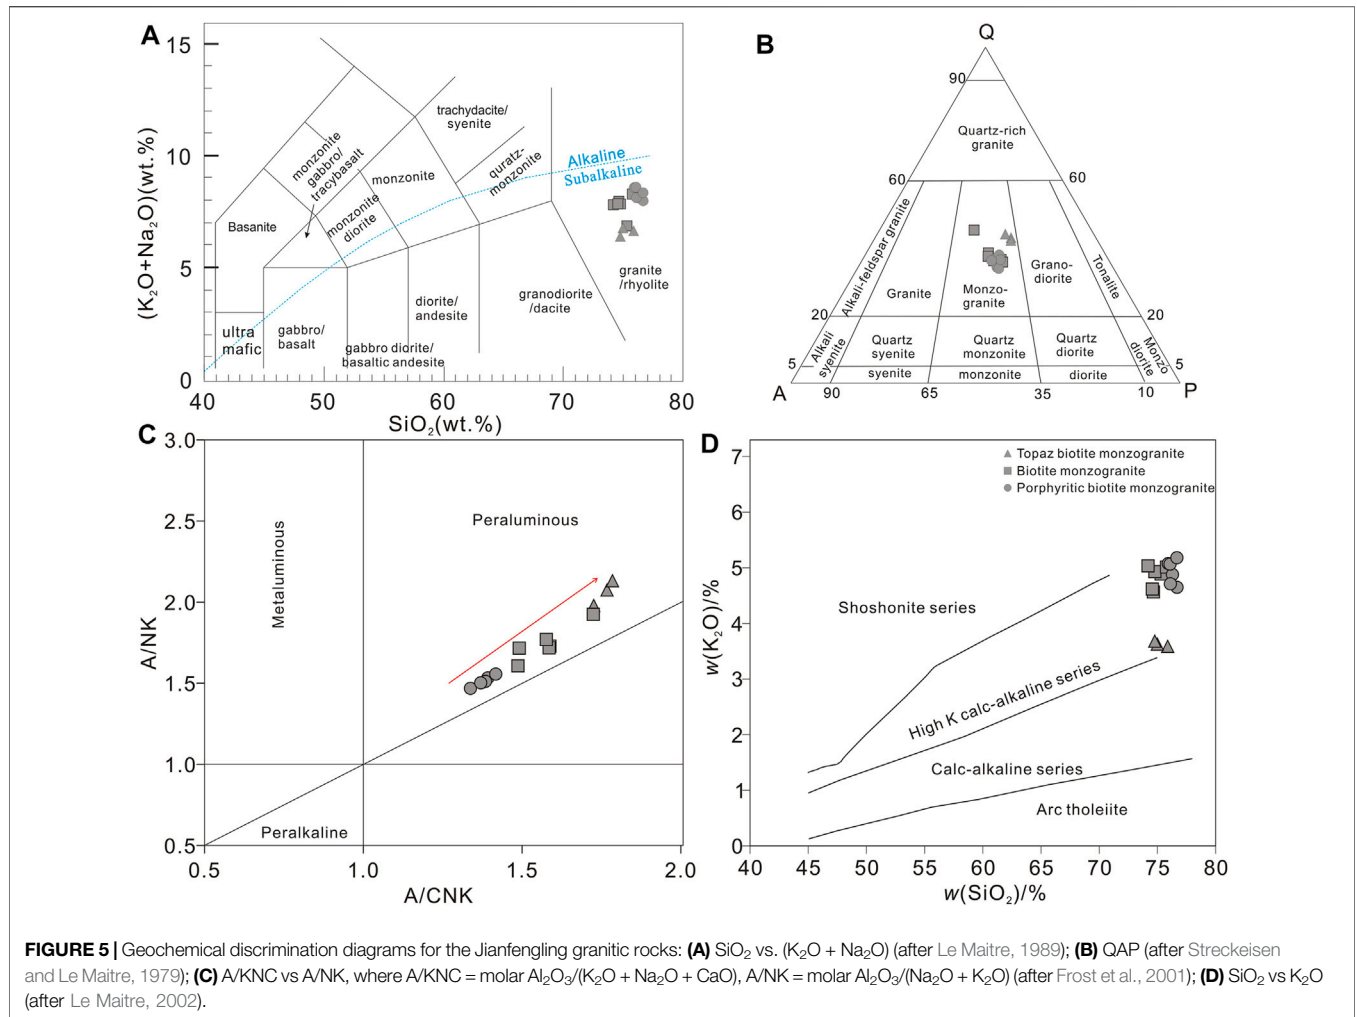 A
(K₂O+Na₂O)(wt.%)
15
10
5
0
40
50
60
70
80
SiO₂(wt.%)
Basanite
monzonite
gabbro/
tracybasalt
monzonite
diorite
monzonite
trachydacite/
syenite
quratz-
monzonite
Alkaline
Subalkaline
ultra
mafic
gabbro/
basalt
gabbro diorite/
basaltic andesite
diorite/
andesite
granodiorite
/dacite
granite
/rhyolite
B
Q
90
60
60
Quartz-rich
granite
Alkali-feldspar granite
Granite
Monzo-
granite
Grano-
diorite
Tonalite
20
20
Alkali
syenite
Quartz
syenite
Quartz
monzonite
Quartz
diorite
Monzo
diorite
5
5
syenite
monzonite
diorite
A
90
65
35
10
P
C
A/NK
3.0
2.5
2.0
1.5
1.0
0.5
0.5
1.0
1.5
2.0
A/CNK
Metaluminous
Peraluminous
Peralkaline
D
w(K₂O)/%
7
6
5
4
3
2
1
0
40
45
50
55
60
65
70
75
80
w(SiO₂)/%
Topaz biotite monzogranite
Biotite monzogranite
Porphyritic biotite monzogranite
Shoshonite series
High K calc-alkaline series
Calc-alkaline series
Arc tholeiite
FIGURE 5 | Geochemical discrimination diagrams for the Jianfengling granitic rocks: (A) SiO₂ vs. (K₂O + Na₂O) (after Le Maitre, 1989); (B) QAP (after Streckeisen
and Le Maitre, 1979); (C) A/KNC vs A/NK, where A/KNC = molar Al₂O₃/(K₂O + Na₂O + CaO), A/NK = molar Al₂O₃/(Na₂O + K₂O) (after Frost et al., 2001); (D) SiO₂ vs K₂O
(after Le Maitre, 2002).